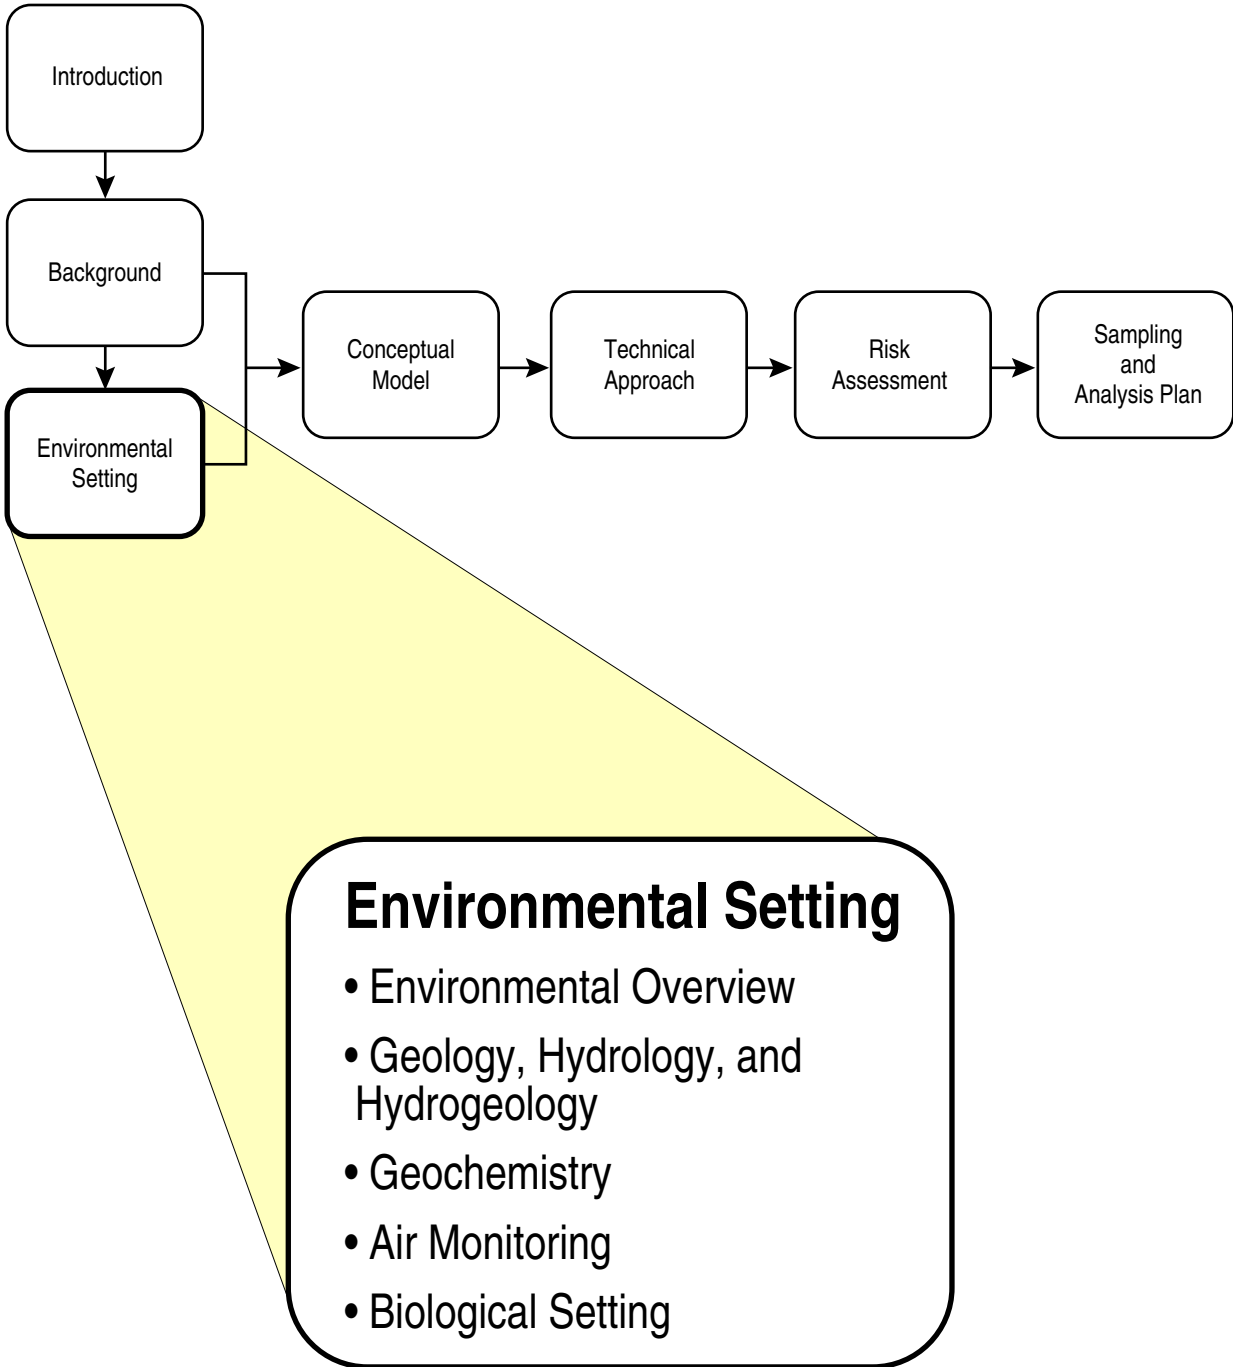 Introduction
Background
Environmental
Setting
Conceptual
Model
Technical
Approach
Risk
Assessment
Sampling
and
Analysis Plan
Environmental Setting
• Environmental Overview
• Geology, Hydrology, and
Hydrogeology
• Geochemistry
• Air Monitoring
• Biological Setting